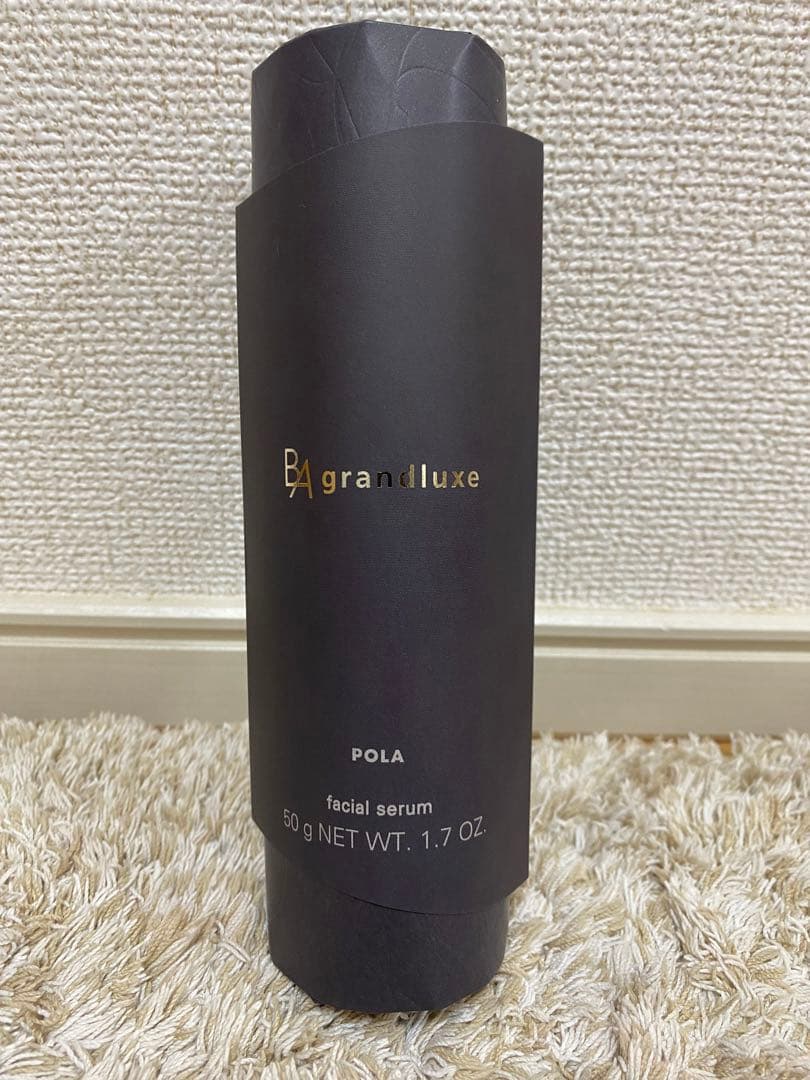 BA grandluxe
POLA
facial serum
50 g NET WT. 1.7 OZ.